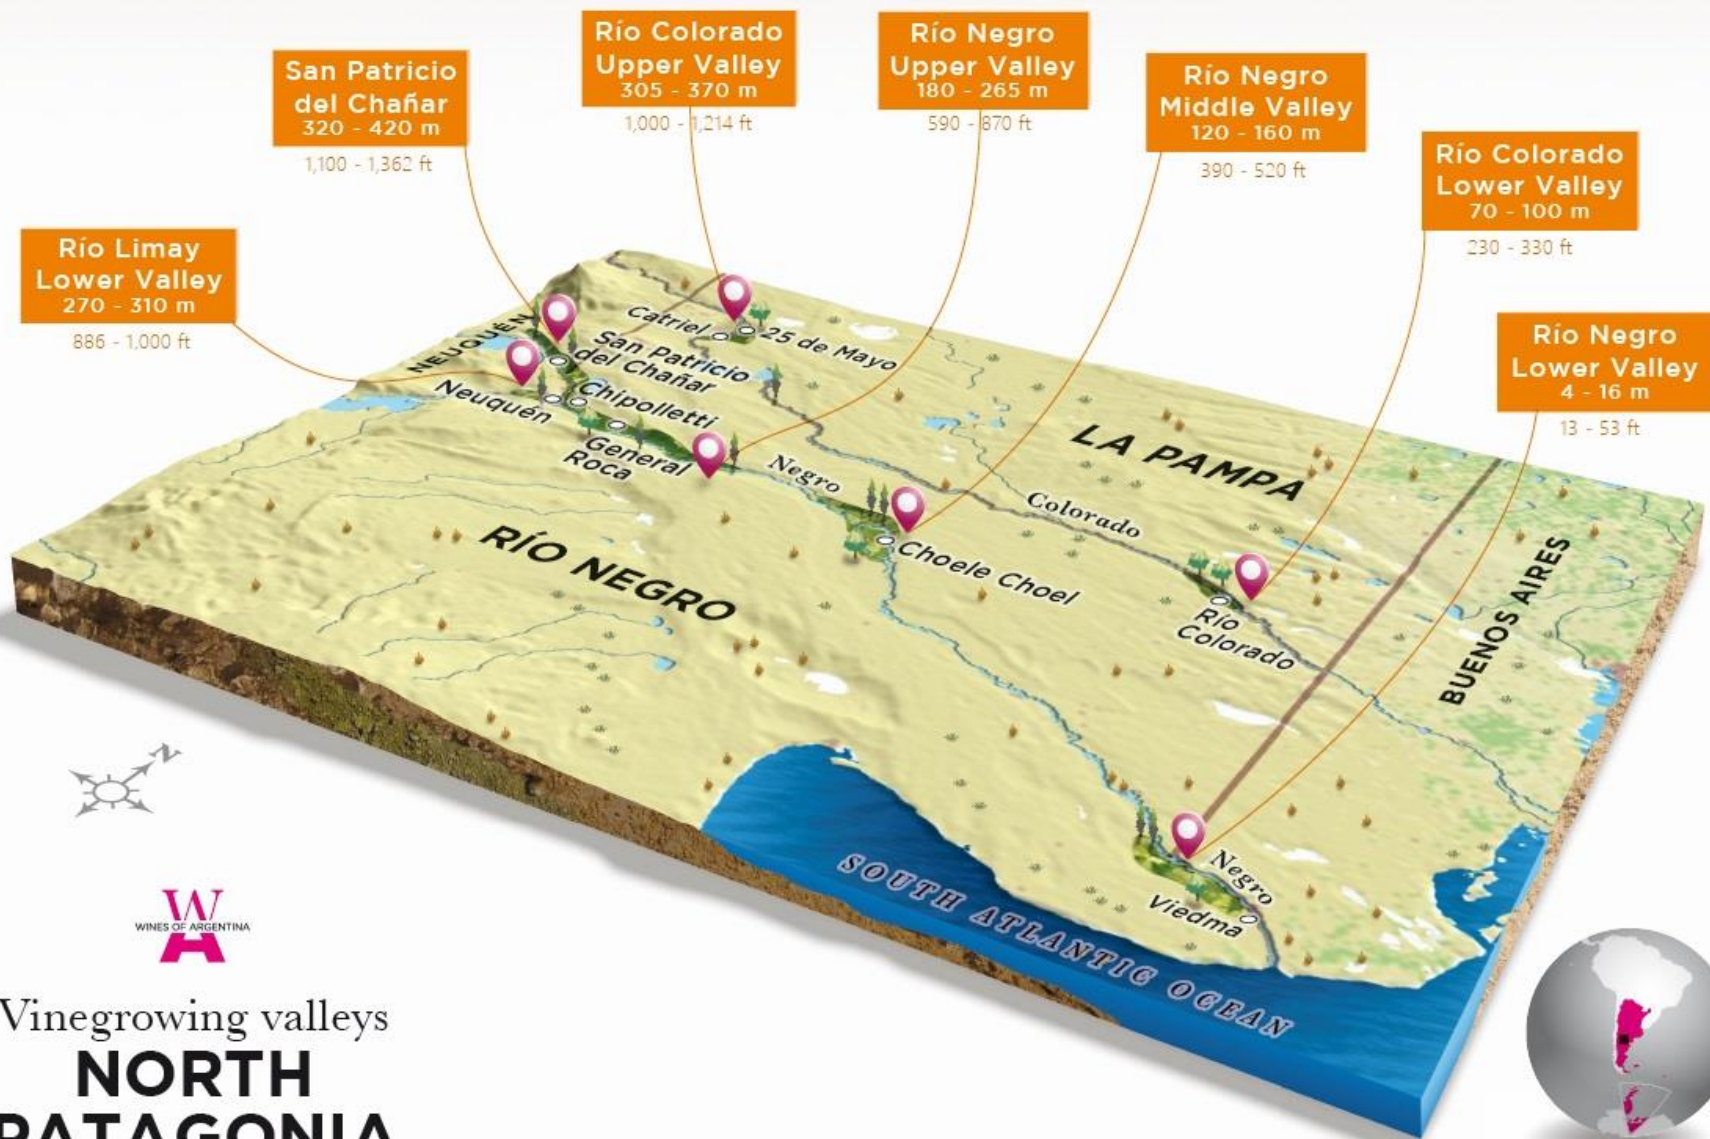 Río Colorado
Upper Valley
305 - 370 m
1,000 - 1,214 ft
Río Negro
Upper Valley
180 - 265 m
590 - 870 ft
San Patricio
del Chañar
320 - 420 m
1,100 - 1,362 ft
Río Negro
Middle Valley
120 - 160 m
390 - 520 ft
Río Colorado
Lower Valley
70 - 100 m
230 - 330 ft
Río Limay
Lower Valley
270 - 310 m
886 - 1,000 ft
Río Negro
Lower Valley
4 - 16 m
13 - 53 ft
NEUQUÉN
Catriel
25 de Mayo
San Patricio
del Chañar
Neuquén
Chipolletti
General
Roca
Negro
LA PAMPA
Colorado
RÍO NEGRO
Choele Choel
Río
Colorado
BUENOS AIRES
Negro
Viedma
SOUTH ATLANTIC OCEAN
N
WA
WINES OF ARGENTINA
Vinegrowing valleys
NORTH
PATAGONIA